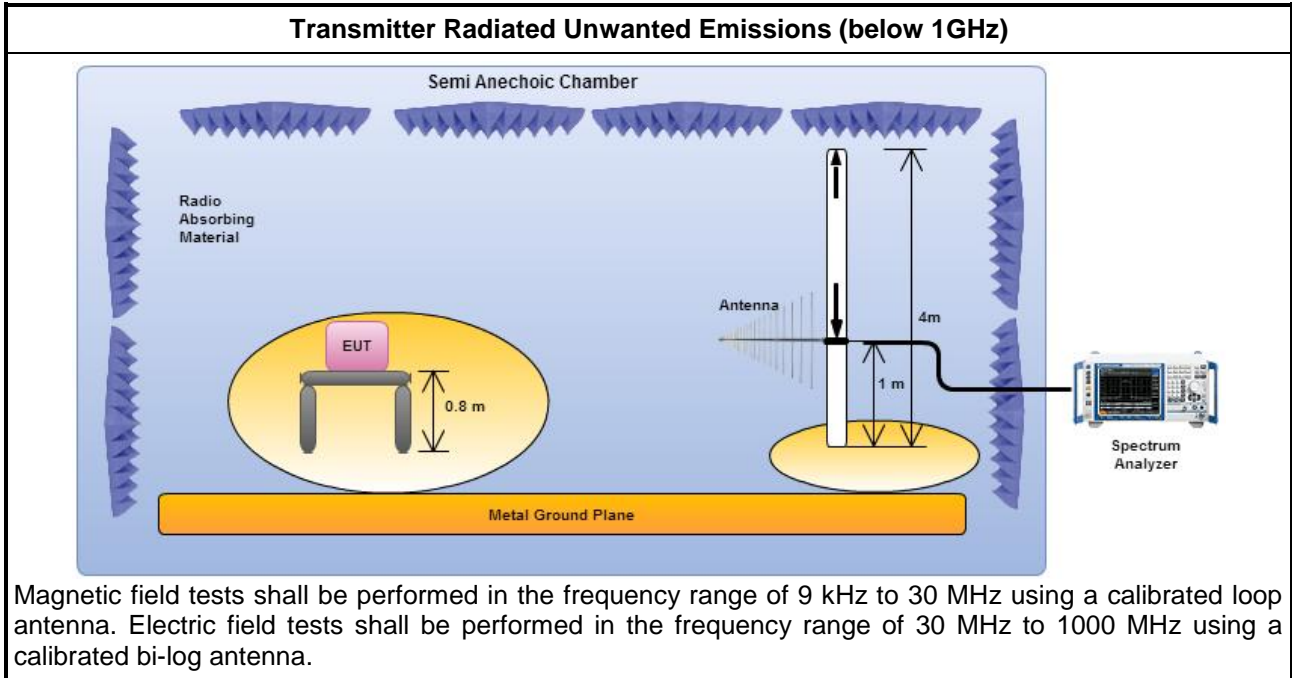 Transmitter Radiated Unwanted Emissions (below 1GHz)
Semi Anechoic Chamber
Radio
Absorbing
Material
Antenna
4m
EUT
1 m
0.8 m
Spectrum
Analyzer
Metal Ground Plane
Magnetic field tests shall be performed in the frequency range of 9 kHz to 30 MHz using a calibrated loop
antenna. Electric field tests shall be performed in the frequency range of 30 MHz to 1000 MHz using a
calibrated bi-log antenna.